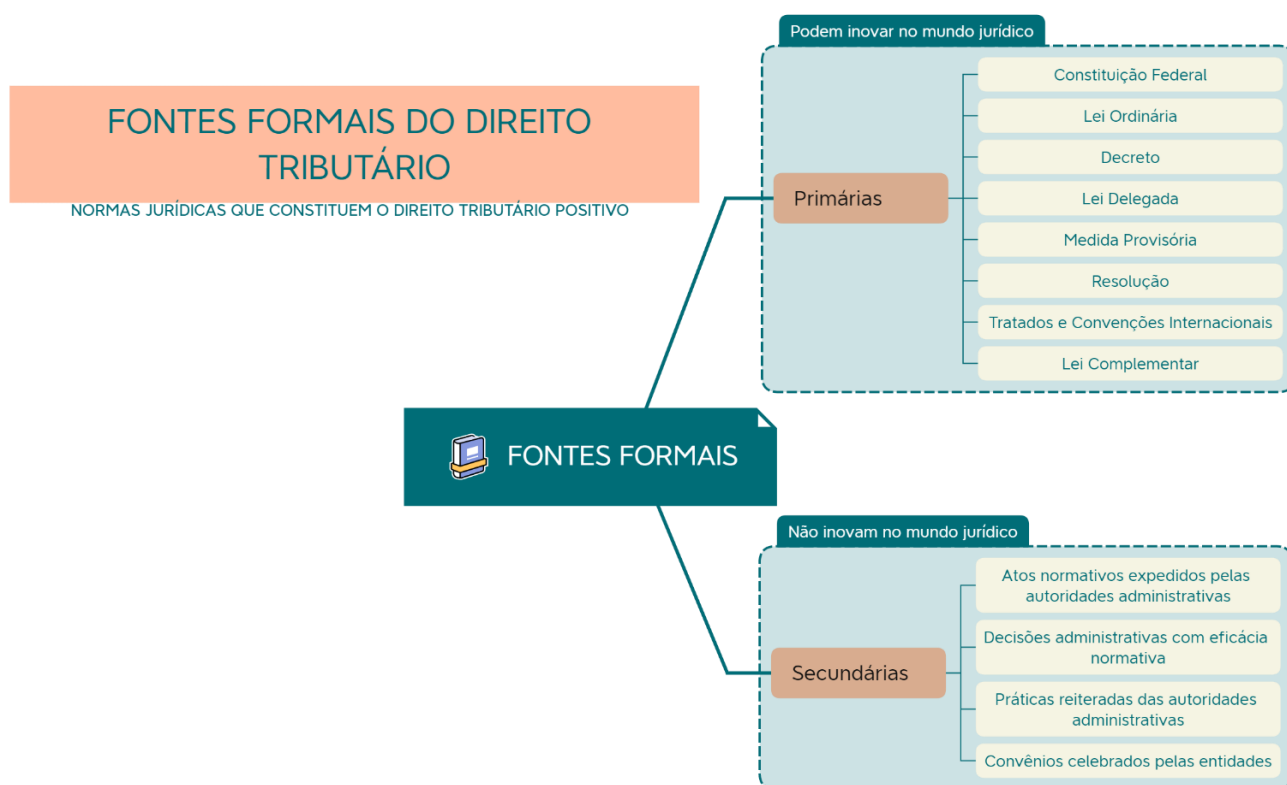 FONTES FORMAIS DO DIREITO
TRIBUTÁRIO
NORMAS JURÍDICAS QUE CONSTITUEM O DIREITO TRIBUTÁRIO POSITIVO
FONTES FORMAIS
Podem inovar no mundo jurídico
Primárias
Constituição Federal
Lei Ordinária
Decreto
Lei Delegada
Medida Provisória
Resolução
Tratados e Convenções Internacionais
Lei Complementar
Não inovam no mundo jurídico
Secundárias
Atos normativos expedidos pelas
autoridades administrativas
Decisões administrativas com eficácia
normativa
Práticas reiteradas das autoridades
administrativas
Convênios celebrados pelas entidades